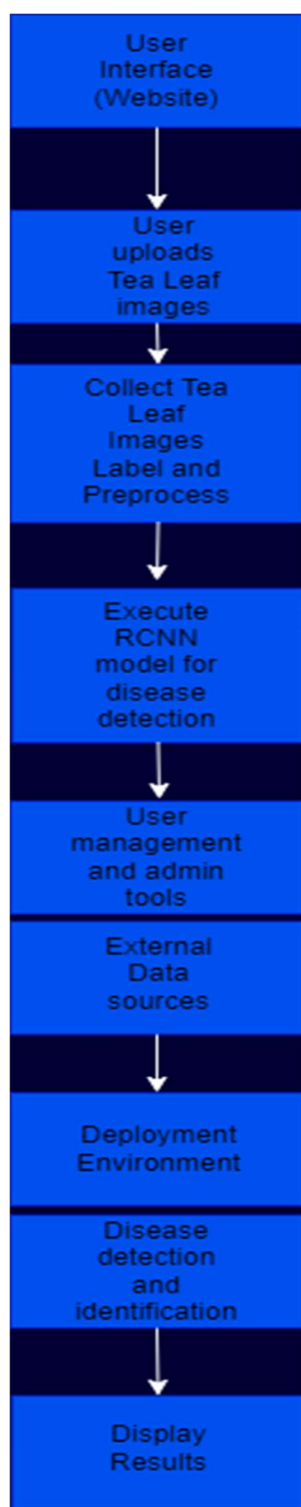 User
Interface
(Website)
User
uploads
Tea Leaf
images
Collect Tea
Leaf
Images
Label and
Preprocess
Execute
RCNN
model for
disease
detection
User
management
and admin
tools
External
Data
sources
Deployment
Environment
Disease
detection
and
identification
Display
Results